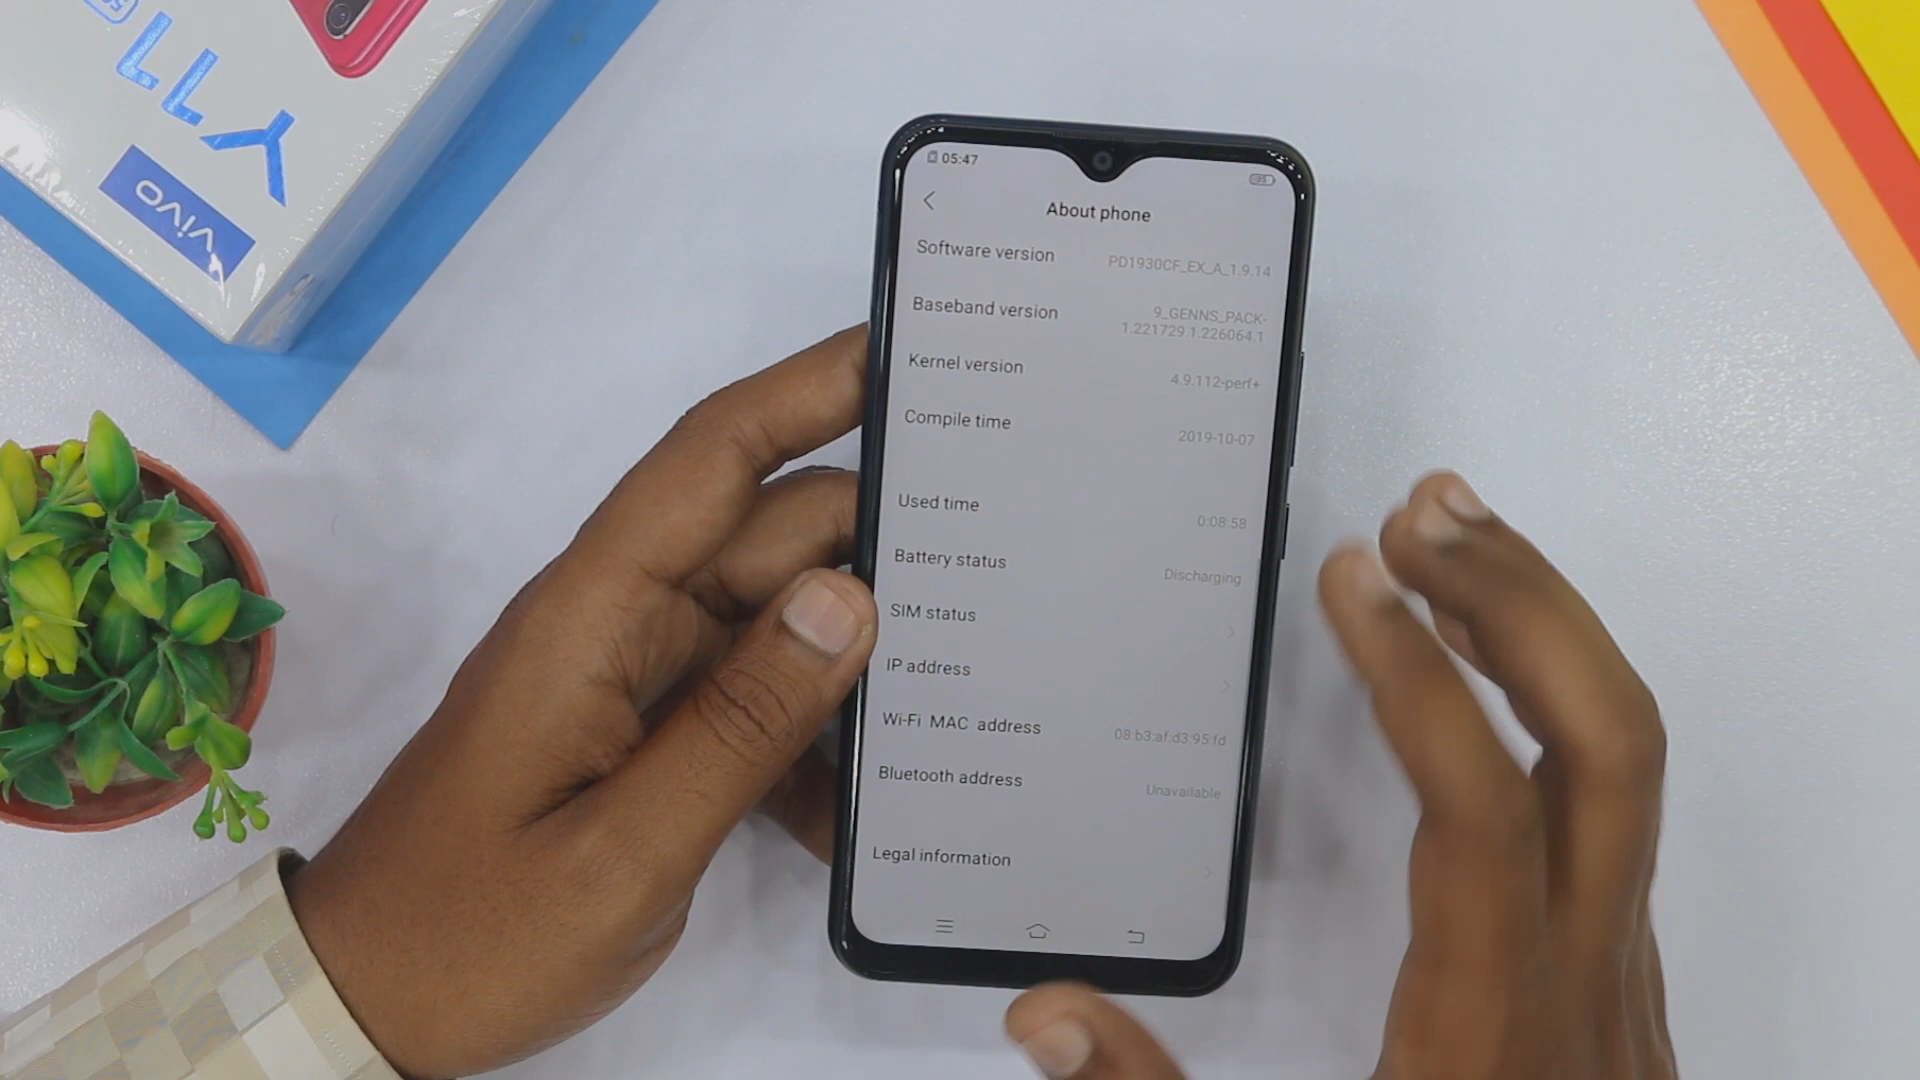 Y11
vivo
05:47
About phone
Software version PD1930CF_EX_A_1.9.14
Baseband version 9_GENNS_PACK-
1.221729.1.226064.1
Kernel version 4.9.112-perf+
Compile time 2019-10-07
Used time 0:08:58
Battery status Discharging
SIM status
IP address
Wi-Fi MAC address 08:b3:af:d3:95:fd
Bluetooth address Unavailable
Legal information